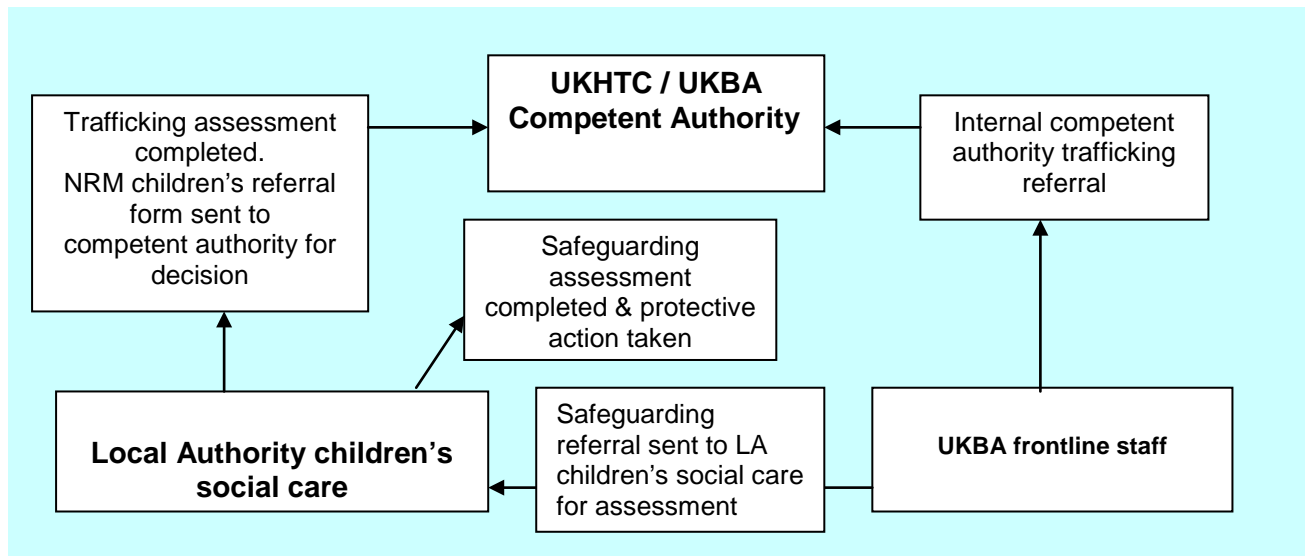 UKHTC / UKBA
Competent Authority
Trafficking assessment
completed.
NRM children’s referral
form sent to
competent authority for
decision
Internal competent
authority trafficking
referral
Safeguarding
assessment
completed & protective
action taken
Local Authority children’s
social care
Safeguarding
referral sent to LA
children’s social care
for assessment
UKBA frontline staff